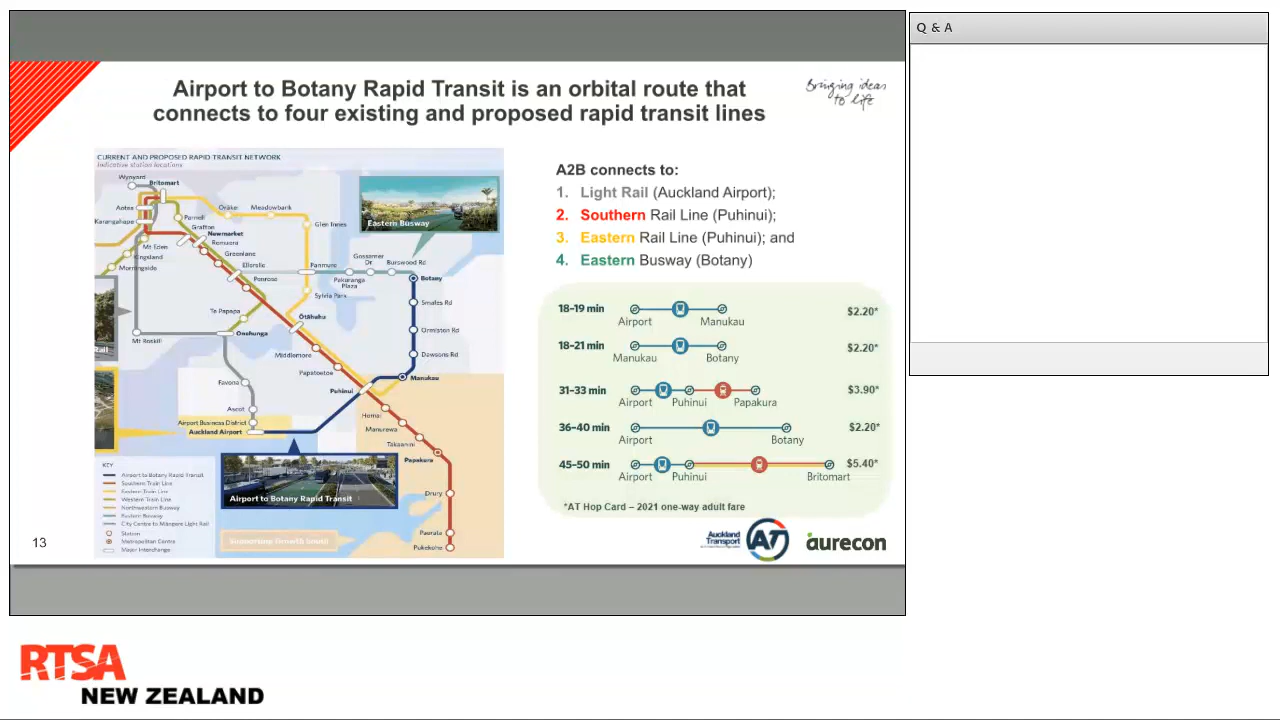 Q & A
Airport to Botany Rapid Transit is an orbital route that
connects to four existing and proposed rapid transit lines
Bringing ideas
to life
CURRENT AND PROPOSED RAPID TRANSIT NETWORK
Indicative station locations
Wynyard
Britomart
Aotea
Karangahape
Parnell
Grafton
Newmarket
Remuera
Greenlane
Ellerslie
Penrose
Mt Eden
Kingsland
Morningside
Orakei
Meadowbank
Glen Innes
Panmure
Sylvia Park
Pakuranga
Plaza
Gossamer
Dr
Burswood Rd
Botany
Smales Rd
Ormiston Rd
Dawsons Rd
Manukau
Te Papapa
Onehunga
Mt Roskill
Ōtāhuhu
Middlemore
Papatoetoe
Puhinui
Favona
Ascot
Airport Business District
Auckland Airport
Homai
Manurewa
Takaanini
Papakura
Drury
Paerata
Pukekohe
Eastern Busway
Airport to Botany Rapid Transit
KEY
Airport to Botany Rapid Transit
Southern Train Line
Eastern Train Line
Western Train Line
Northwestern Busway
Eastern Busway
City Centre to Māngere Light Rail
Station
Metropolitan Centre
Major Interchange
A2B connects to:
1. Light Rail (Auckland Airport);
2. Southern Rail Line (Puhinui);
3. Eastern Rail Line (Puhinui); and
4. Eastern Busway (Botany)
18-19 min
Airport Manukau
$2.20*
18-21 min
Manukau Botany
$2.20*
31-33 min
Airport Puhinui Papakura
$3.90*
36-40 min
Airport Botany
$2.20*
45-50 min
Airport Puhinui Britomart
$5.40*
*AT Hop Card – 2021 one-way adult fare
Auckland
Transport
AT
aurecon
13
RTSA
NEW ZEALAND